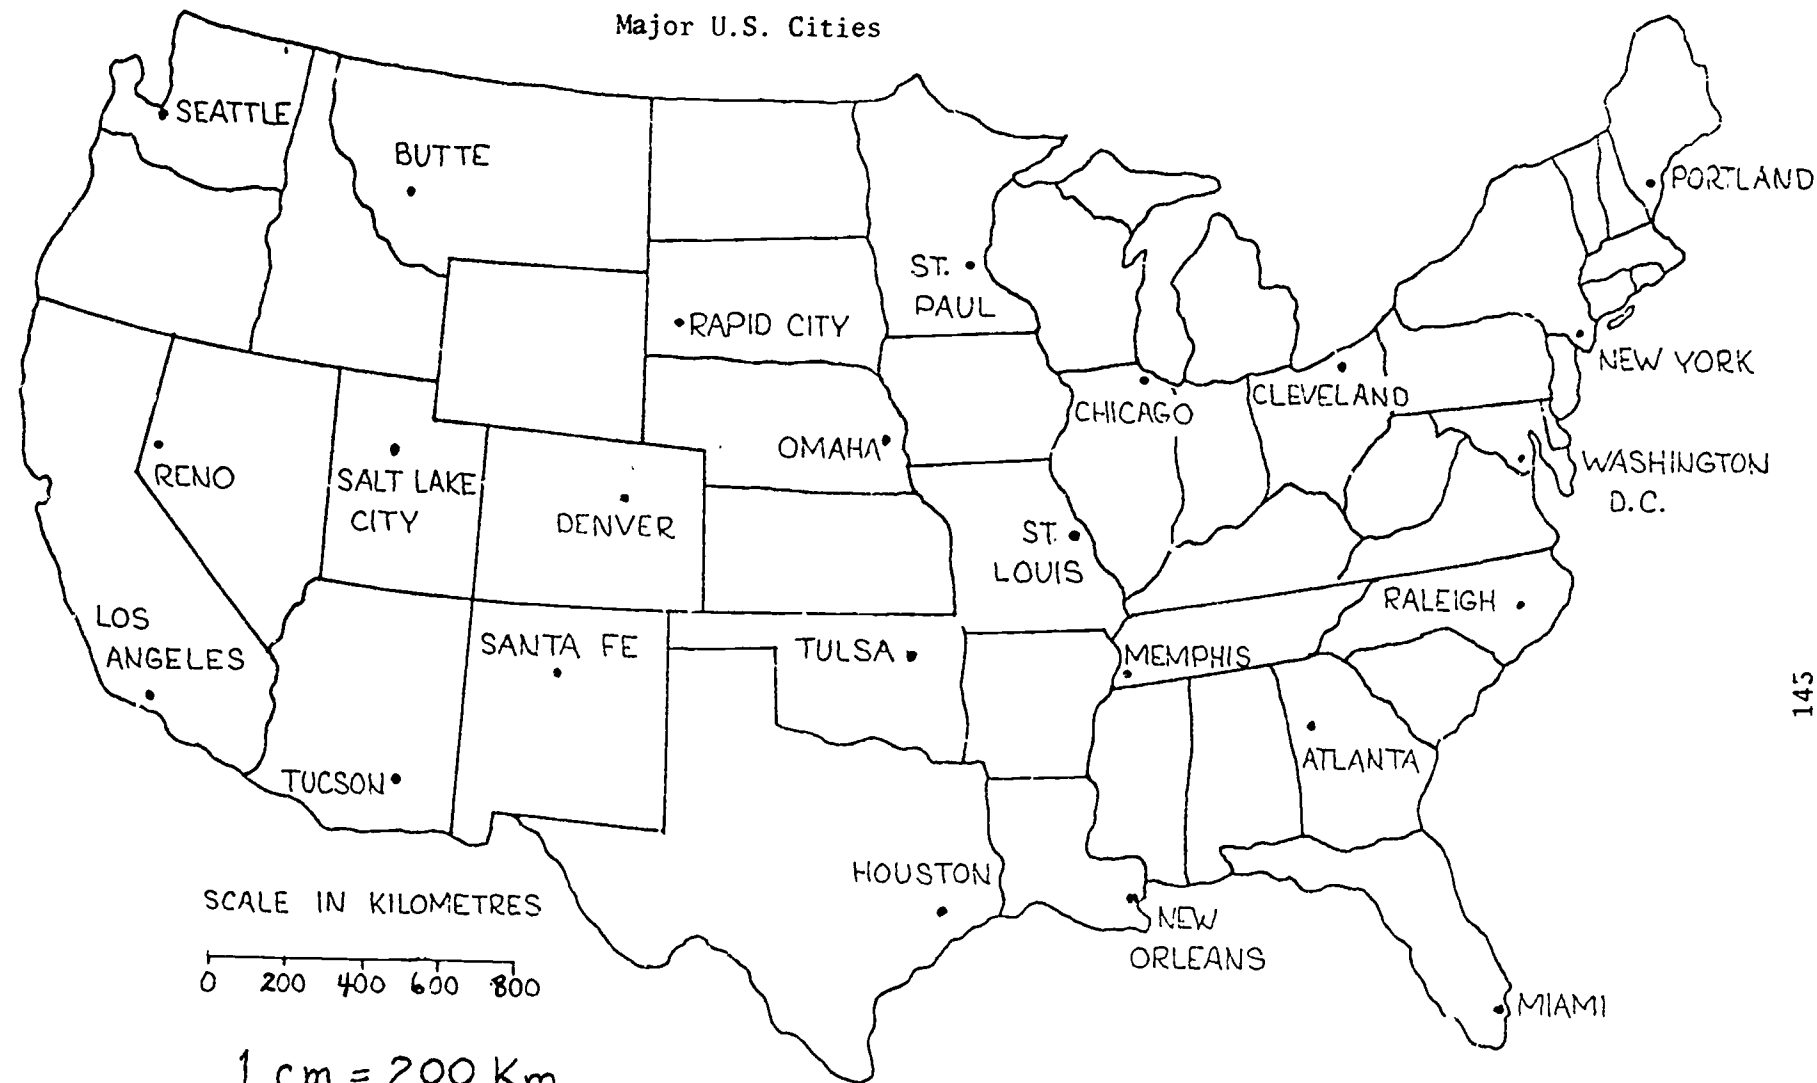 Major U.S. Cities
SEATTLE
BUTTE
PORTLAND
ST.
PAUL
RAPID CITY
NEW YORK
CLEVELAND
CHICAGO
OMAHA
RENO
SALT LAKE
CITY
WASHINGTON
D.C.
DENVER
ST.
LOUIS
RALEIGH
LOS
ANGELES
SANTA FE
TULSA
MEMPHIS
ATLANTA
TUCSON
HOUSTON
NEW
ORLEANS
MIAMI
SCALE IN KILOMETRES
0 200 400 600 800
1 cm = 200 Km
145